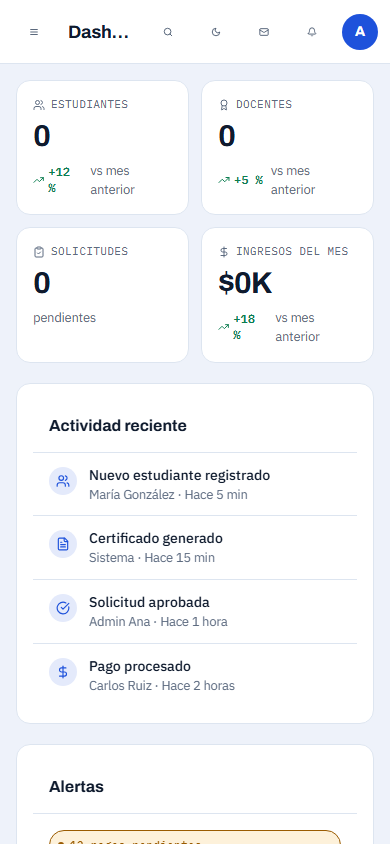 Dash...
A
ESTUDIANTES
0
+12 %
vs mes anterior
DOCENTES
0
+5 %
vs mes anterior
SOLICITUDES
0
pendientes
INGRESOS DEL MES
$0K
+18 %
vs mes anterior
Actividad reciente
Nuevo estudiante registrado
María González · Hace 5 min
Certificado generado
Sistema · Hace 15 min
Solicitud aprobada
Admin Ana · Hace 1 hora
Pago procesado
Carlos Ruiz · Hace 2 horas
Alertas